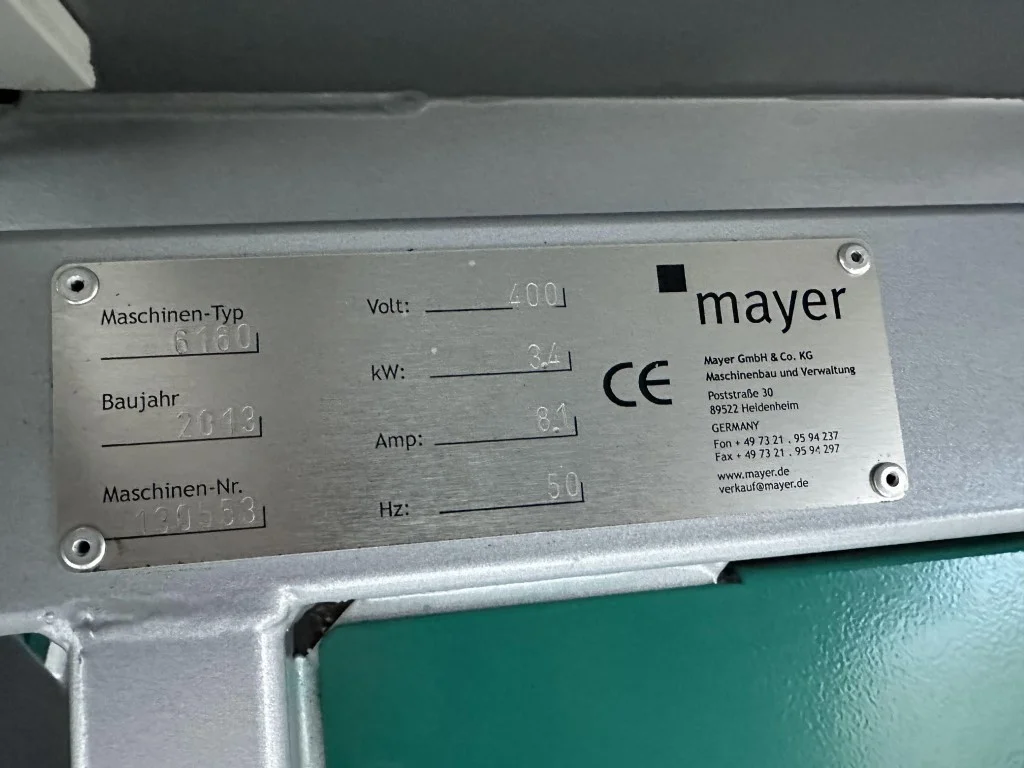 Maschinen-Typ
6160
Baujahr
2013
Maschinen-Nr.
130553
Volt: 400
kW: 3.4
Amp: 8.1
Hz: 50
CE
mayer
Mayer GmbH & Co. KG
Maschinenbau und Verwaltung
Poststraße 30
89522 Heidenheim
GERMANY
Fon + 49 73 21 . 95 94 237
Fax + 49 73 21 . 95 94 297
www.mayer.de
verkauf@mayer.de